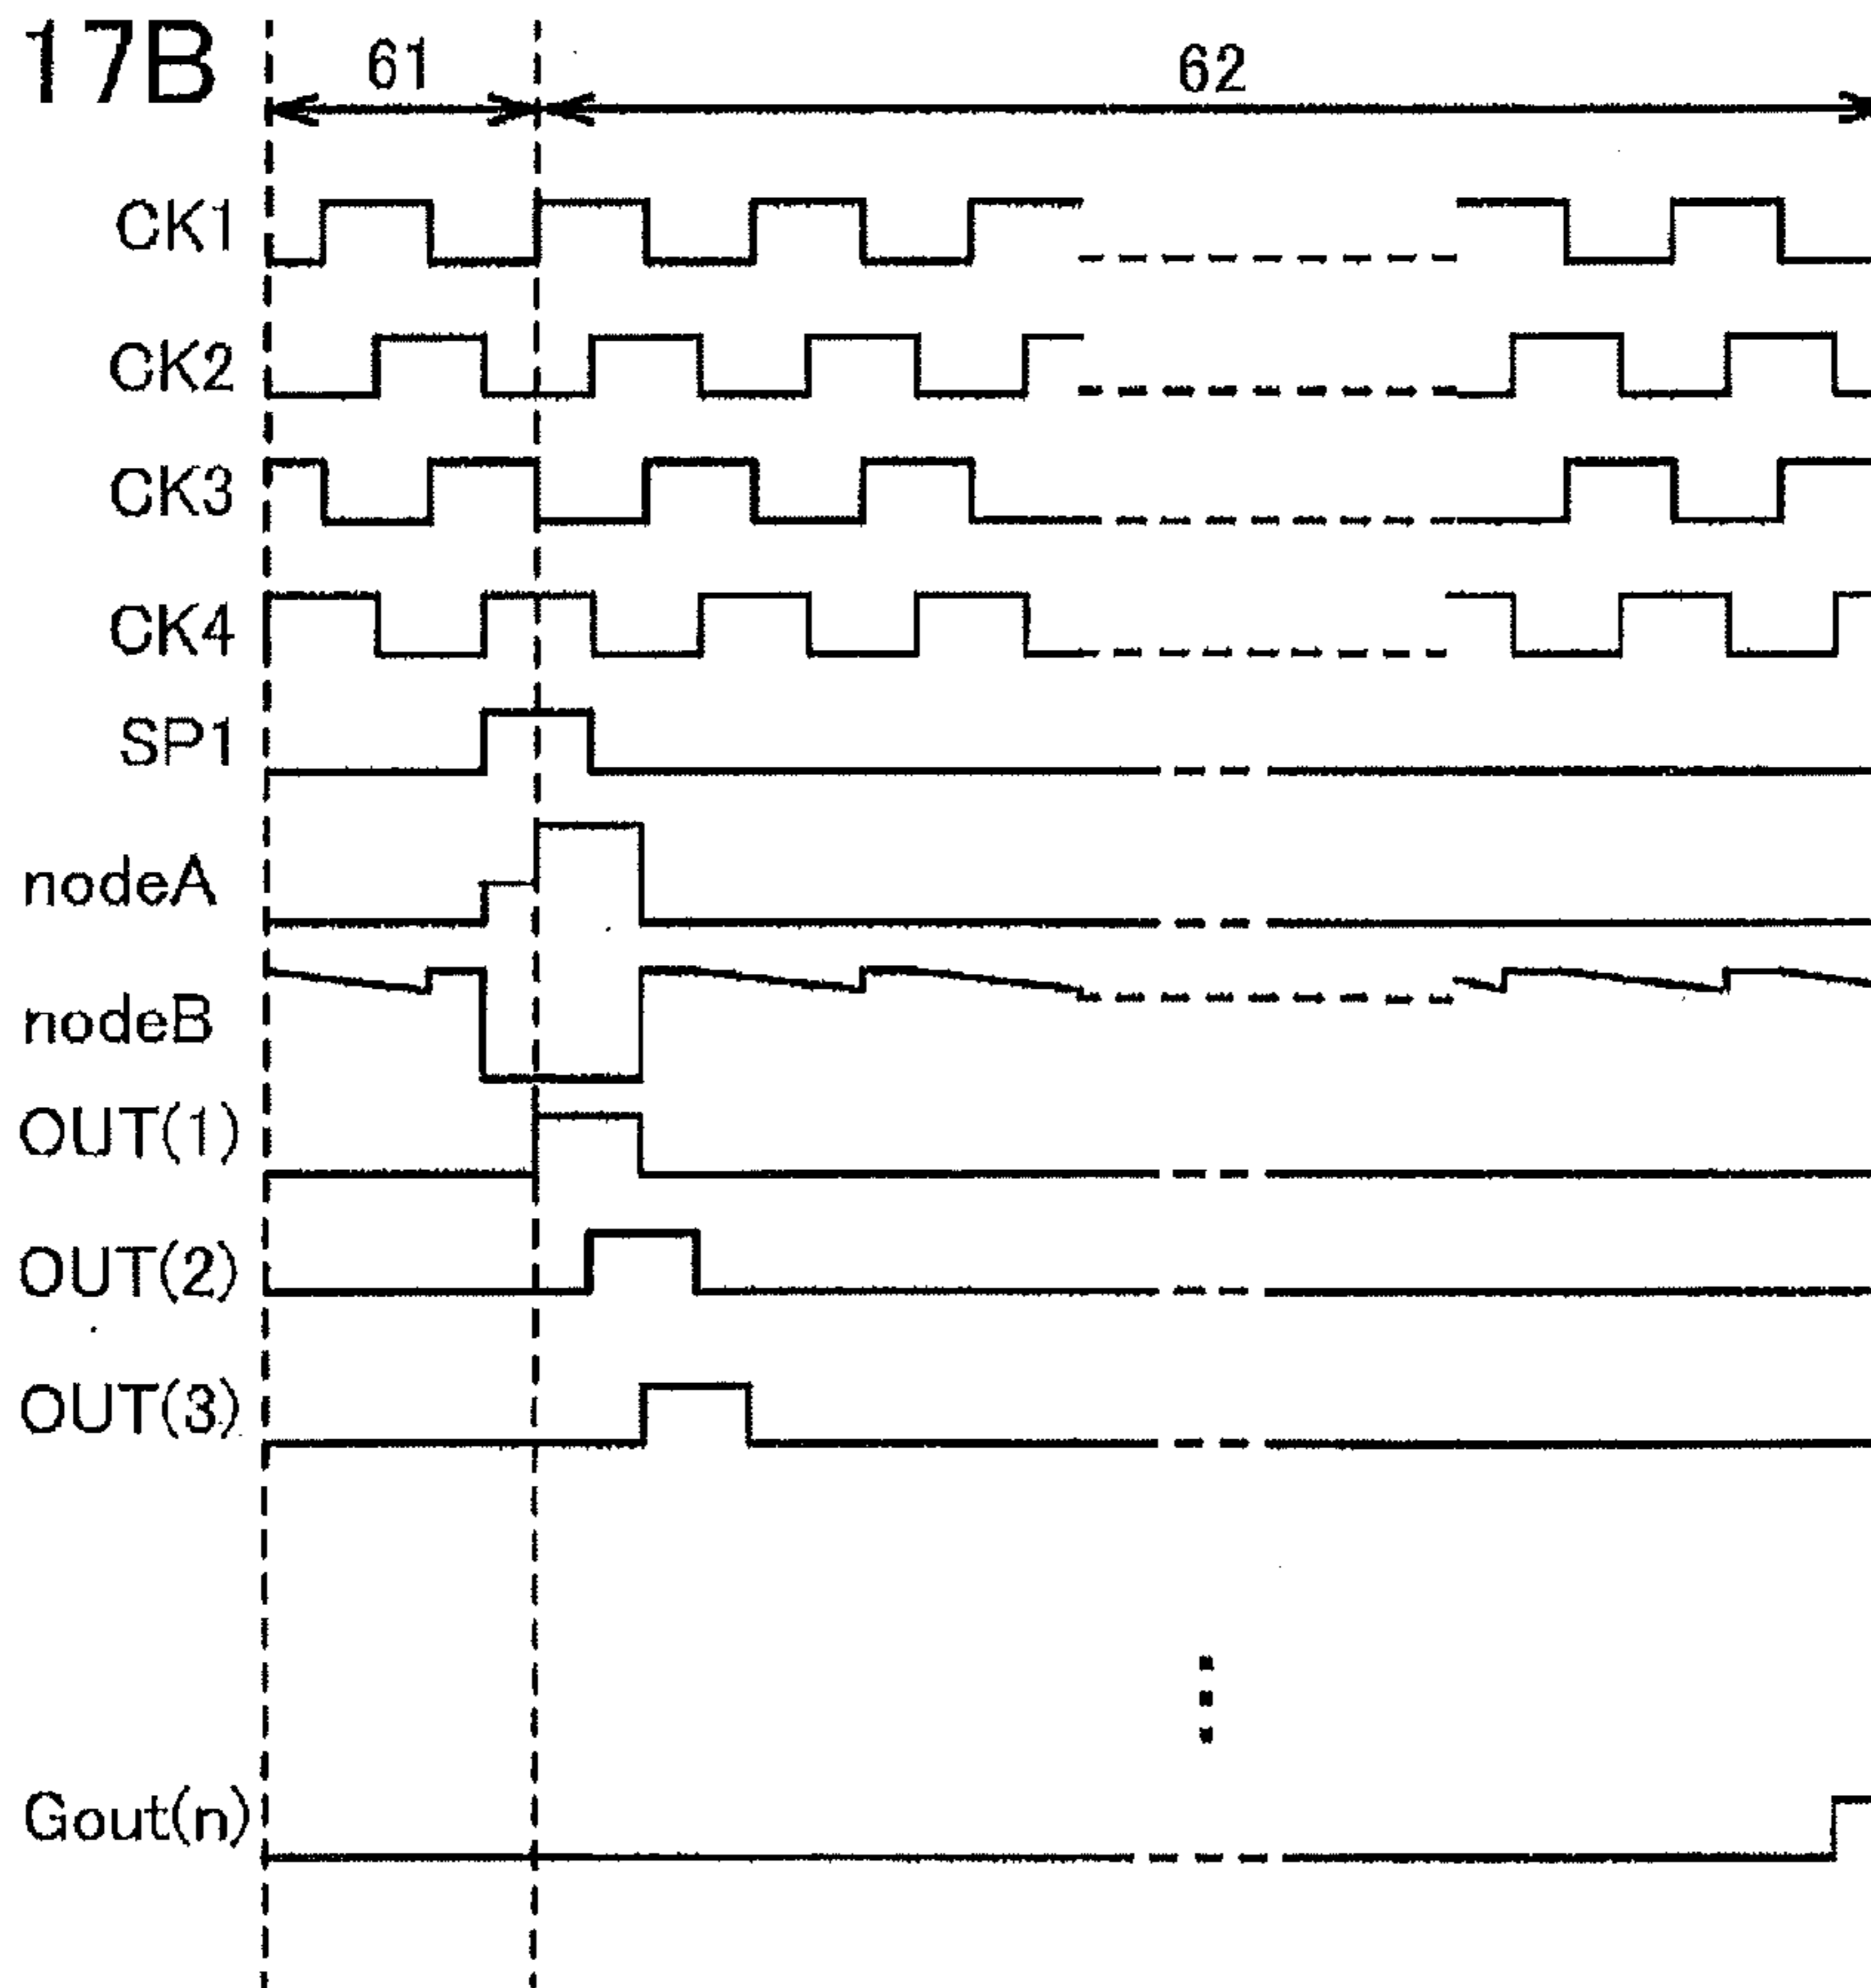 17B
61
62
CK1
CK2
CK3
CK4
SP1
nodeA
nodeB
OUT(1)
OUT(2)
OUT(3)
Gout(n)